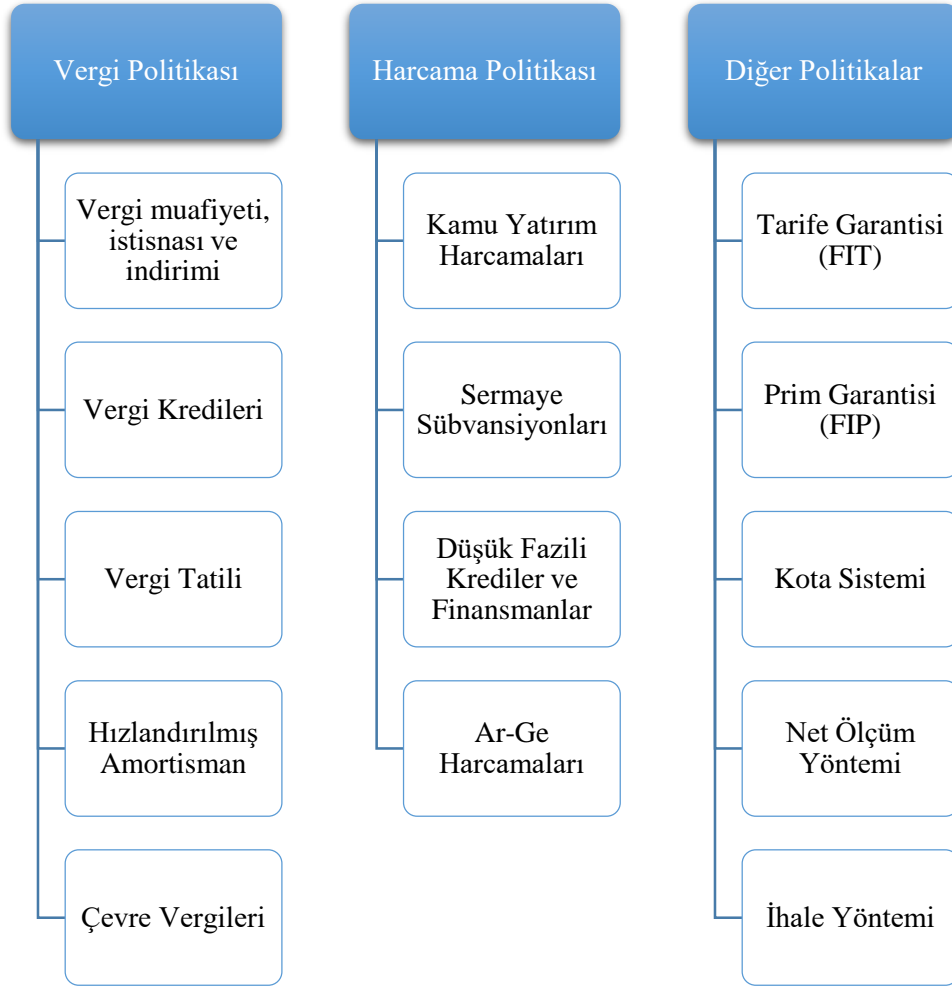 Vergi Politikası
Vergi muafiyeti,
istisnası ve
indirimi
Vergi Kredileri
Vergi Tatili
Hızlandırılmış
Amortisman
Çevre Vergileri
Harcama Politikası
Kamu Yatırım
Harcamaları
Sermaye
Sübvansiyonları
Düşük Fazili
Krediler ve
Finansmanlar
Ar-Ge
Harcamaları
Diğer Politikalar
Tarife Garantisi
(FIT)
Prim Garantisi
(FIP)
Kota Sistemi
Net Ölçüm
Yöntemi
İhale Yöntemi